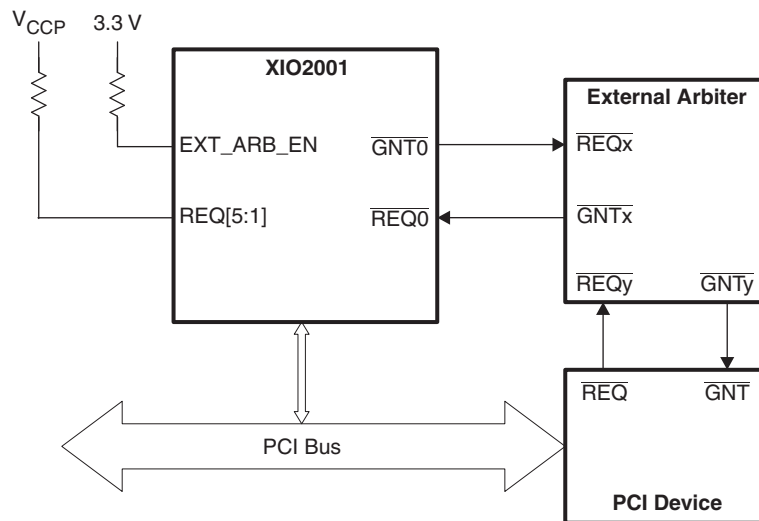 VCCP 3.3 V
XIO2001
External Arbiter
EXT_ARB_EN GNT0 REQx
REQ[5:1] REQ0 GNTx
REQy GNTy
REQ GNT
PCI Bus
PCI Device